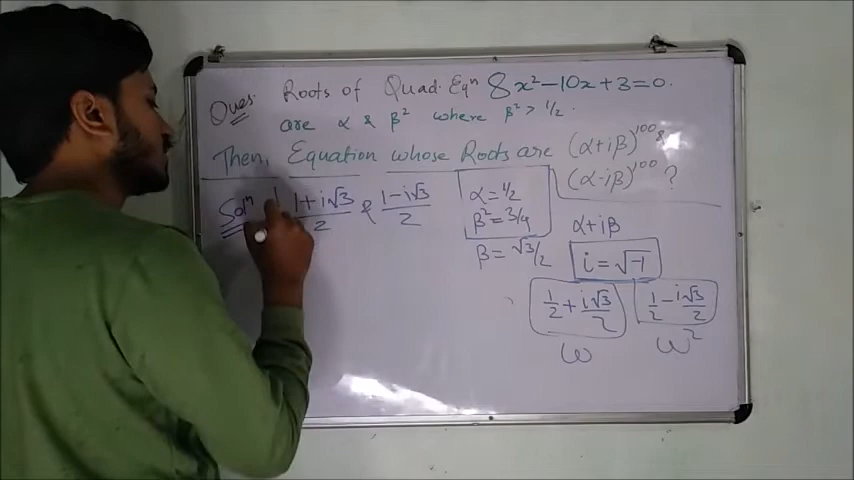 Ques. Roots of Quad. Eqⁿ 8x²-10x+3=0.
are α & β² where β² > 1/2.
Then, Equation whose Roots are (α+iβ)¹⁰⁰ &
(α-iβ)¹⁰⁰ ?
Solⁿ 1+i√3/2 & 1-i√3/2
α = 1/2
β² = 3/4
β = √3/2
α+iβ
i = √-1
1/2 + i√3/2
1/2 - i√3/2
ω
ω²